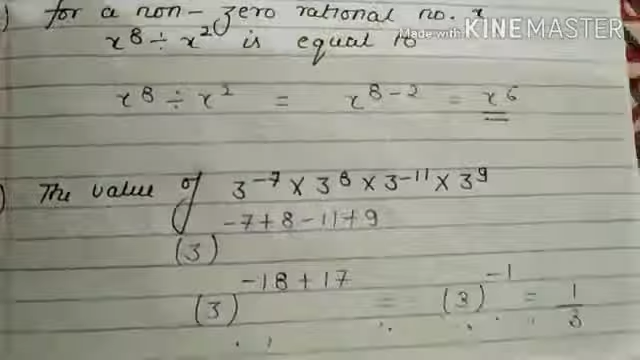 ) for a non-zero rational no. x
x⁸ ÷ x² is equal to
Made With
KINEMASTER
x⁸ ÷ x² = x⁸⁻² = x⁶
) The value of 3⁻⁷ × 3⁸ × 3⁻¹¹ × 3⁹
(3)⁻⁷⁺⁸⁻¹¹⁺⁹
(3)⁻¹⁸⁺¹⁷ = (3)⁻¹ = 1/3